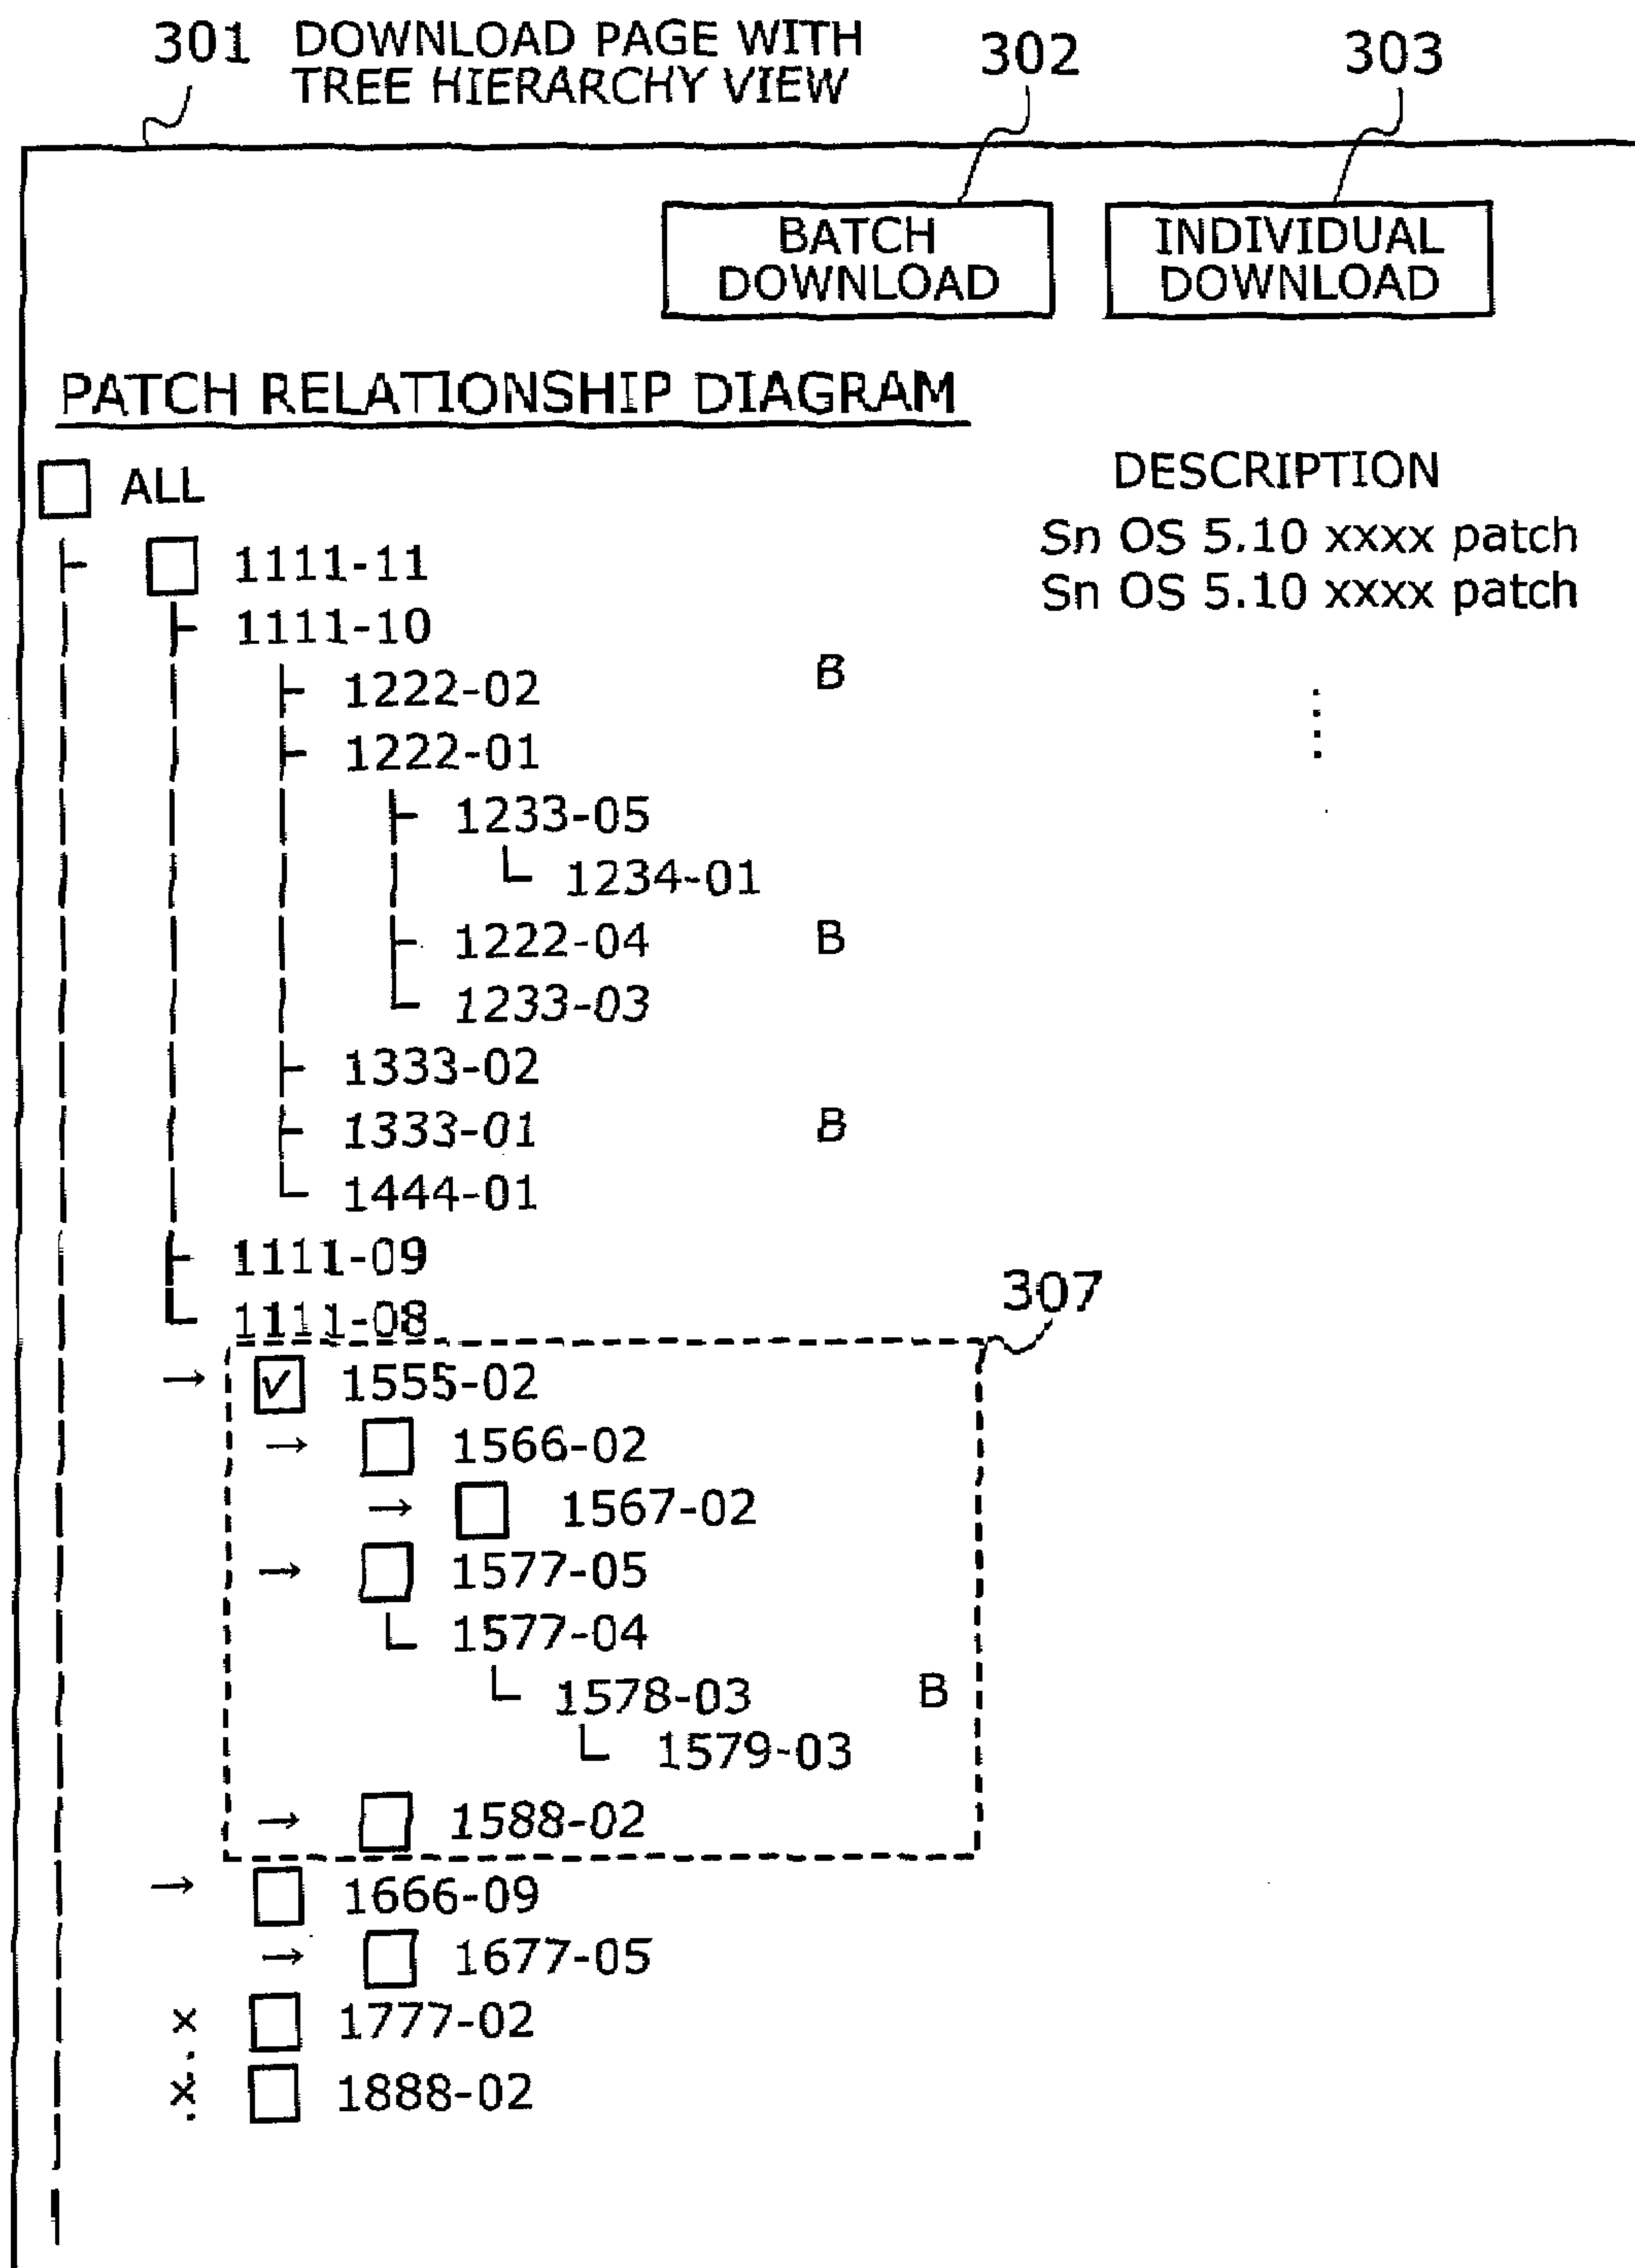 301 DOWNLOAD PAGE WITH
TREE HIERARCHY VIEW
302
303
BATCH
DOWNLOAD
INDIVIDUAL
DOWNLOAD
PATCH RELATIONSHIP DIAGRAM
ALL
DESCRIPTION
1111-11 Sn OS 5.10 xxxx patch
1111-10 Sn OS 5.10 xxxx patch
1222-02 B
1222-01
1233-05
1234-01
1222-04 B
1233-03
1333-02
1333-01 B
1444-01
1111-09
1111-08
307
→ ✓ 1555-02
→ 1566-02
→ 1567-02
→ 1577-05
1577-04
1578-03 B
1579-03
→ 1588-02
→ 1666-09
→ 1677-05
x 1777-02
x 1888-02